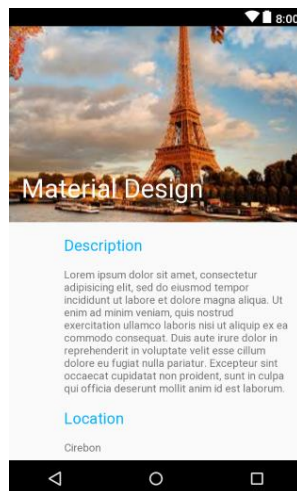 8:00
Material Design
Description
Lorem ipsum dolor sit amet, consectetur
adipisicing elit, sed do eiusmod tempor
incididunt ut labore et dolore magna aliqua. Ut
enim ad minim veniam, quis nostrud
exercitation ullamco laboris nisi ut aliquip ex ea
commodo consequat. Duis aute irure dolor in
reprehenderit in voluptate velit esse cillum
dolore eu fugiat nulla pariatur. Excepteur sint
occaecat cupidatat non proident, sunt in culpa
qui officia deserunt mollit anim id est laborum.
Location
Cirebon